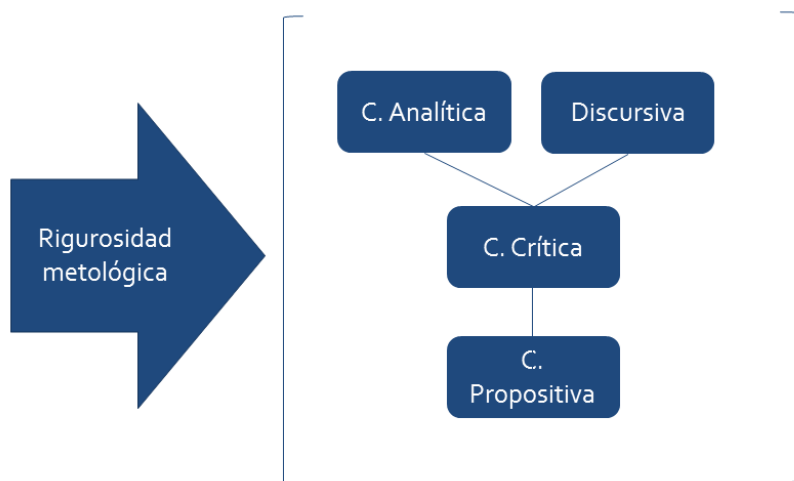 C. Analítica
Discursiva
Rigurosidad
metológica
C. Crítica
C.
Propositiva